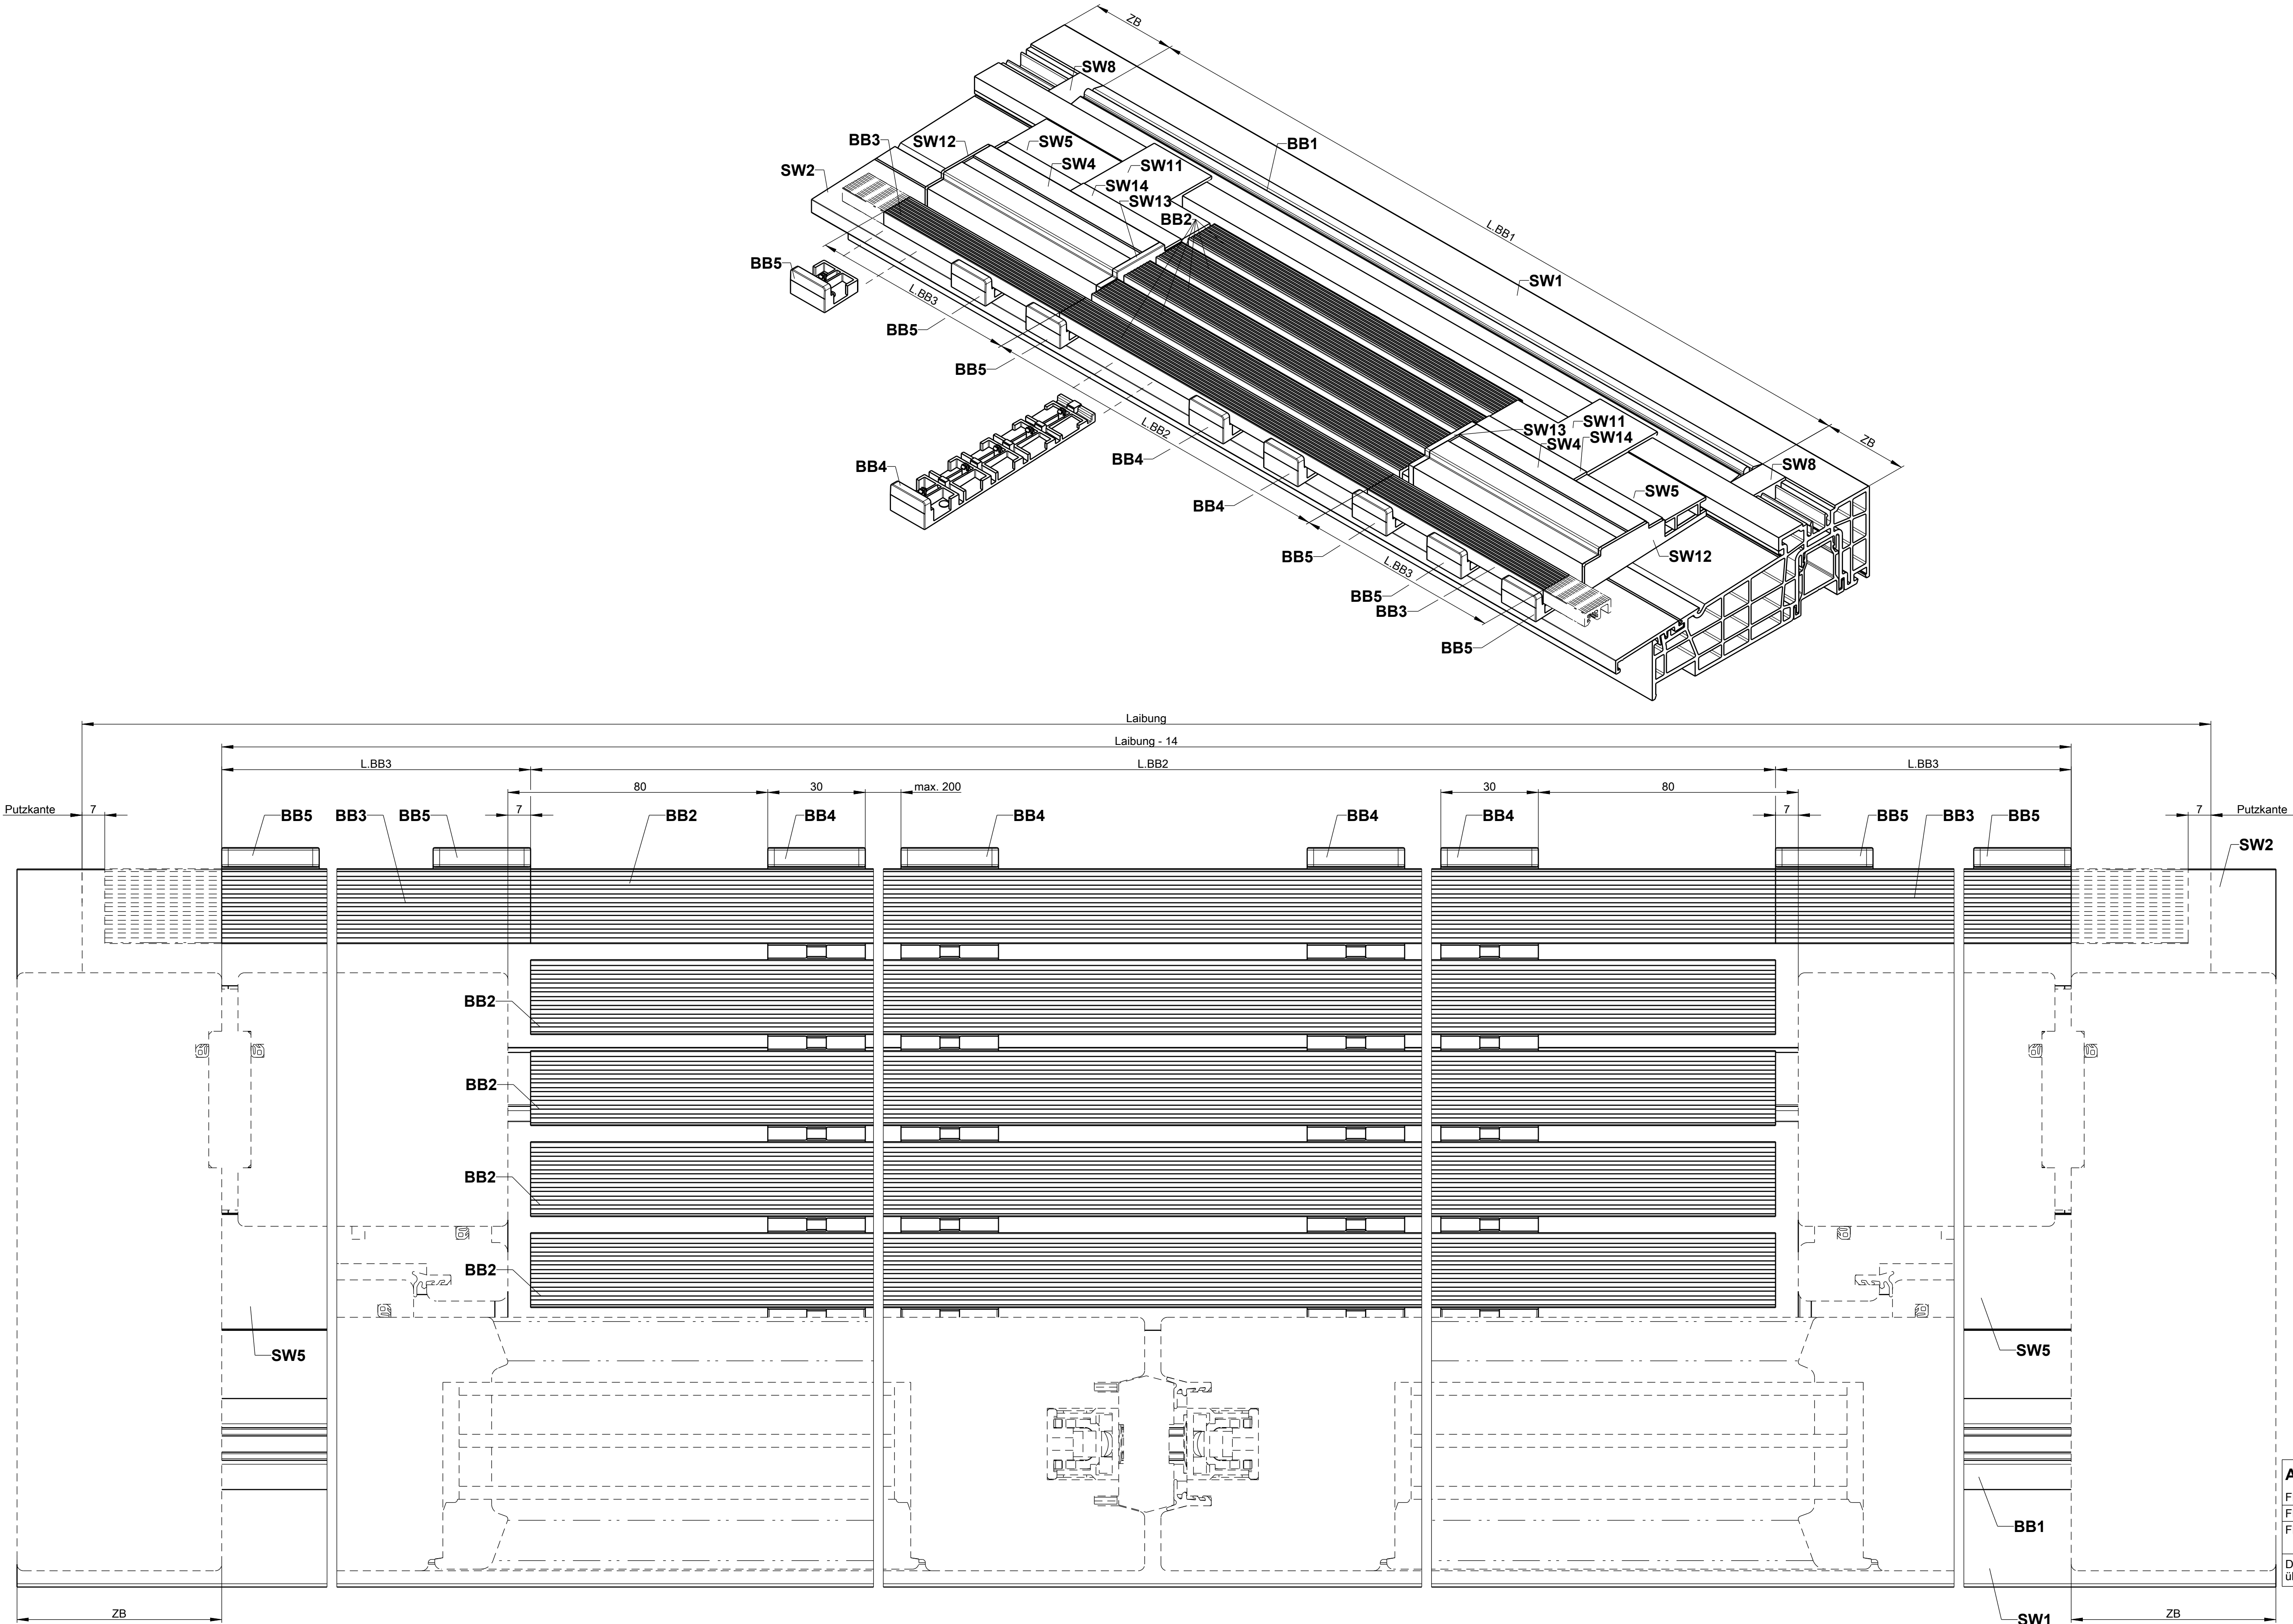 ZB
SW8
BB1
BB3
SW12
SW5
SW4
SW11
SW2
SW14
SW13
BB2
L.BB1
BB5
SW1
L.BB3
BB5
BB5
L.BB2
SW11
SW13
SW14
SW4
ZB
BB4
BB4
SW8
SW5
BB4
BB5
SW12
L.BB3
BB5
BB3
BB5
Laibung
Laibung - 14
L.BB3
L.BB2
L.BB3
80
30
max. 200
30
80
Putzkante
7
7
7
7
Putzkante
BB5
BB3
BB5
BB2
BB4
BB4
BB4
BB4
BB5
BB3
BB5
SW2
BB2
BB2
BB2
BB2
SW5
SW5
A
F
F
F
BB1
D
ü
ZB
SW1
ZB